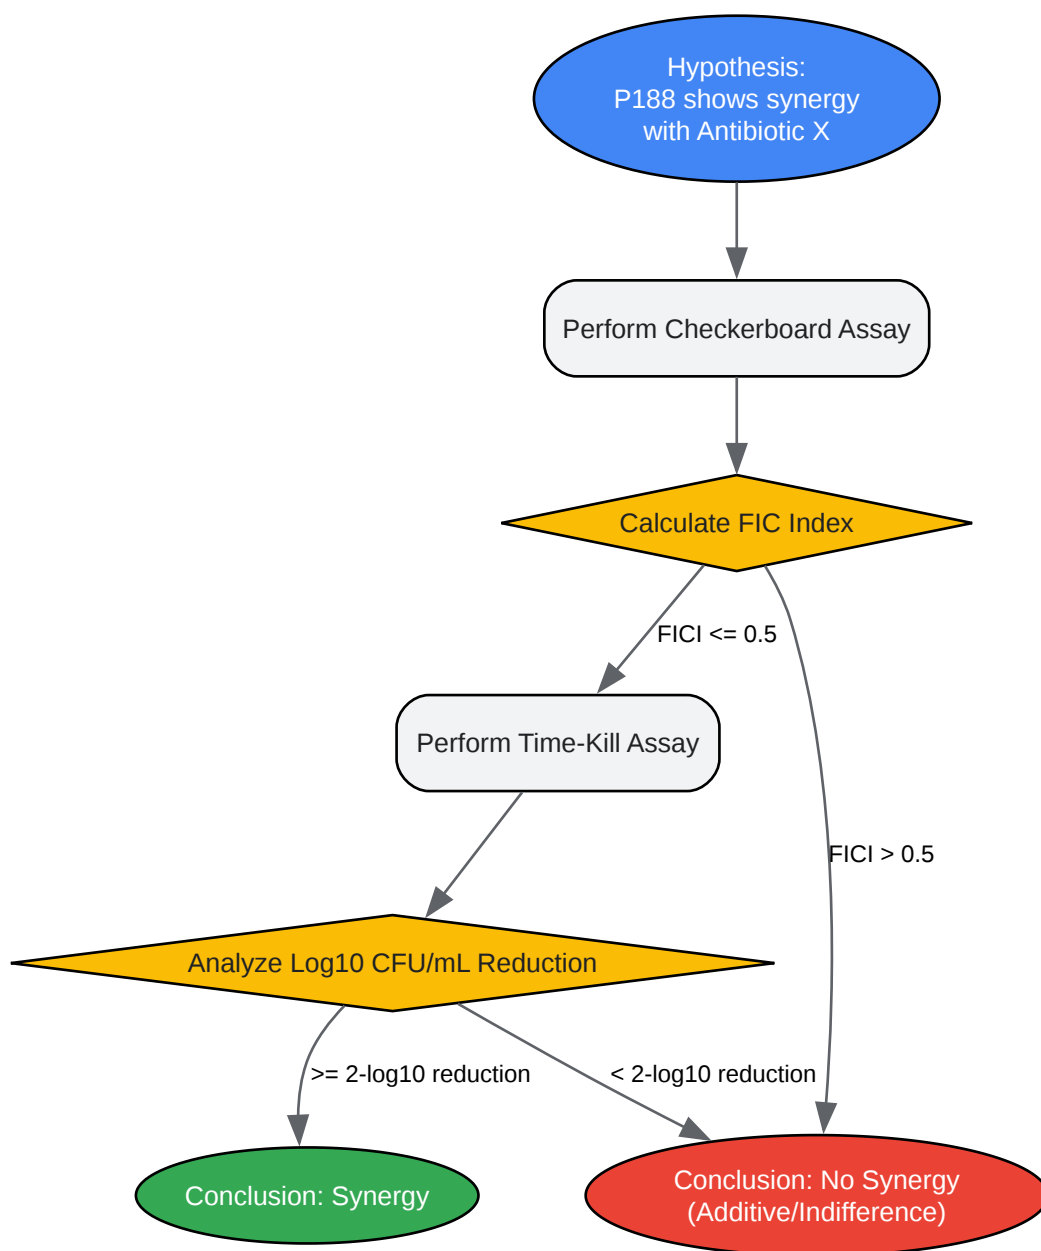 Hypothesis:
P188 shows synergy
with Antibiotic X
Perform Checkerboard Assay
Calculate FIC Index
FICI <= 0.5
Perform Time-Kill Assay
FICI > 0.5
Analyze Log10 CFU/mL Reduction
>= 2-log10 reduction
< 2-log10 reduction
Conclusion: Synergy
Conclusion: No Synergy
(Additive/Indifference)